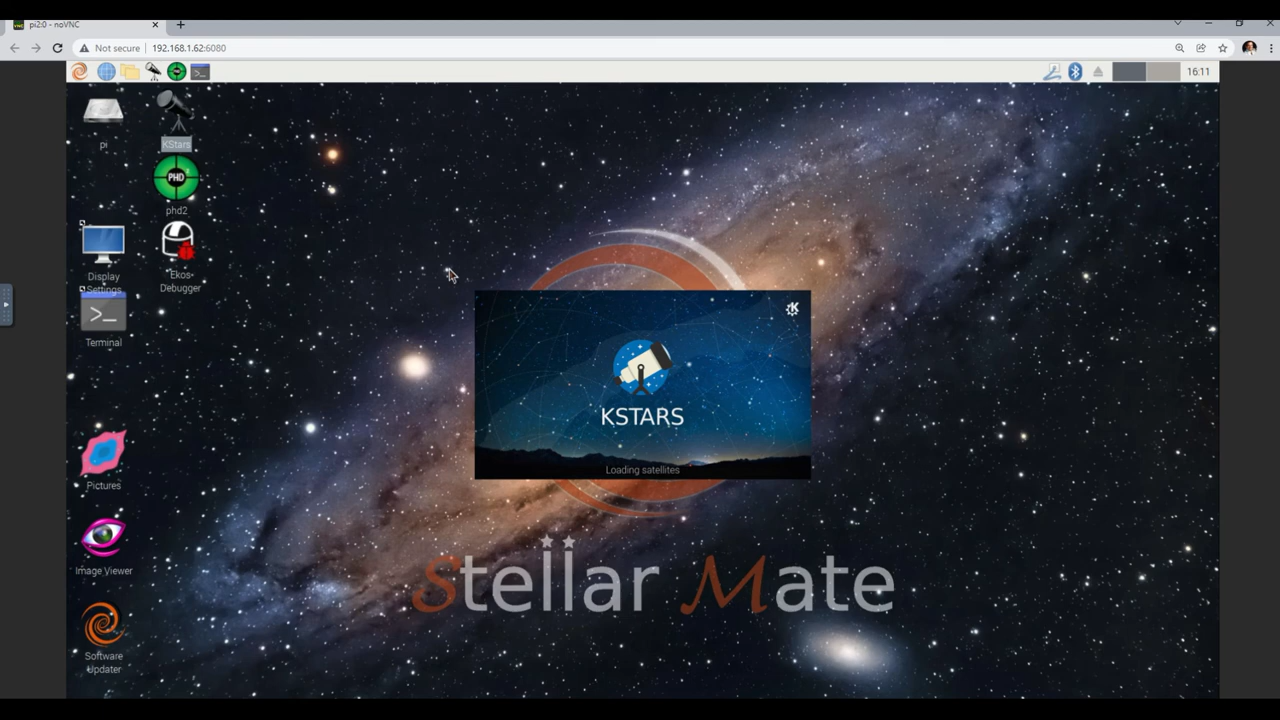 pi2:0 - noVNC
Not secure
192.168.1.62:6080
16:11
pi
KStars
PHD
phd2
Display
Settings
Ekos
Debugger
Terminal
KSTARS
Loading satellites
Pictures
Image Viewer
Stellar Mate
Software
Updater